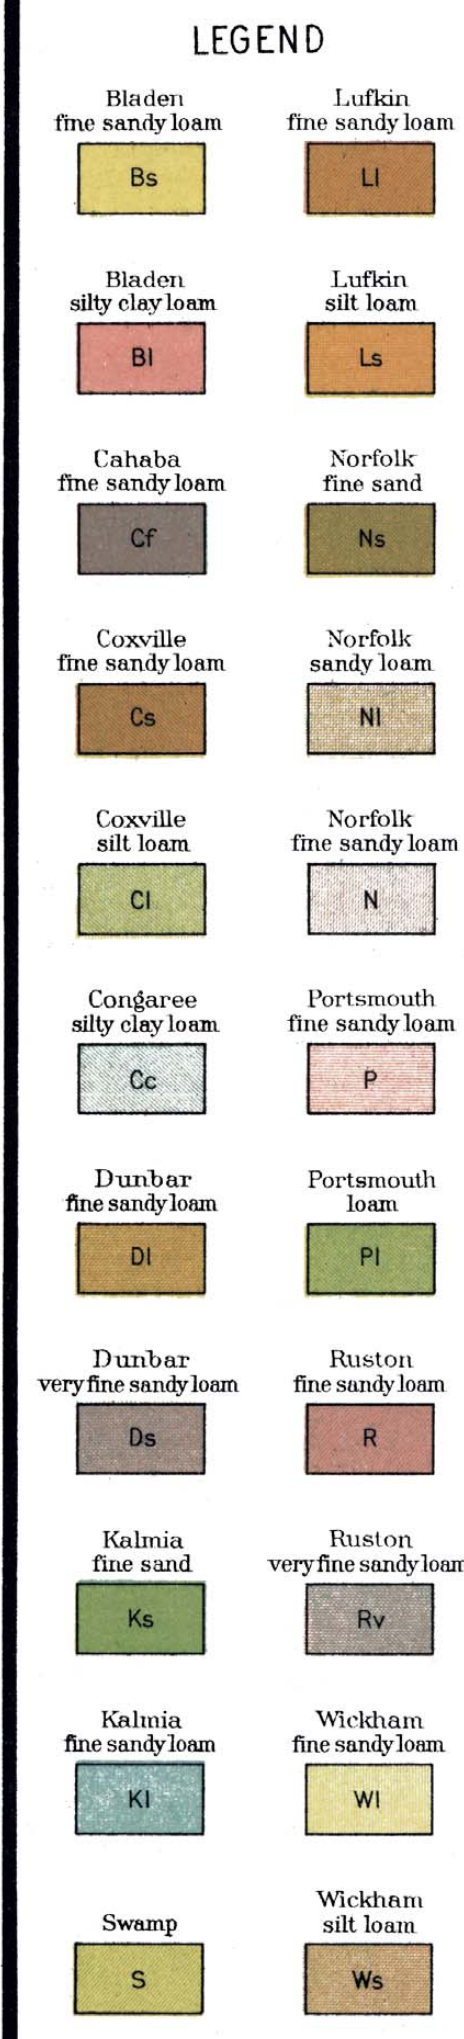 LEGEND
Bladen
fine sandy loam
Bs
Bladen
silty clay loam
Bl
Cahaba
fine sandy loam
Cf
Coxville
fine sandy loam
Cs
Coxville
silt loam
Cl
Congaree
silty clay loam
Cc
Dunbar
fine sandy loam
Dl
Dunbar
very fine sandy loam
Ds
Kalmia
fine sand
Ks
Kalmia
fine sandy loam
Kl
Swamp
S
Lufkin
fine sandy loam
Ll
Lufkin
silt loam
Ls
Norfolk
fine sand
Ns
Norfolk
sandy loam
Nl
Norfolk
fine sandy loam
N
Portsmouth
fine sandy loam
P
Portsmouth
loam
Pl
Ruston
fine sandy loam
R
Ruston
very fine sandy loam
Rv
Wickham
fine sandy loam
Wl
Wickham
silt loam
Ws